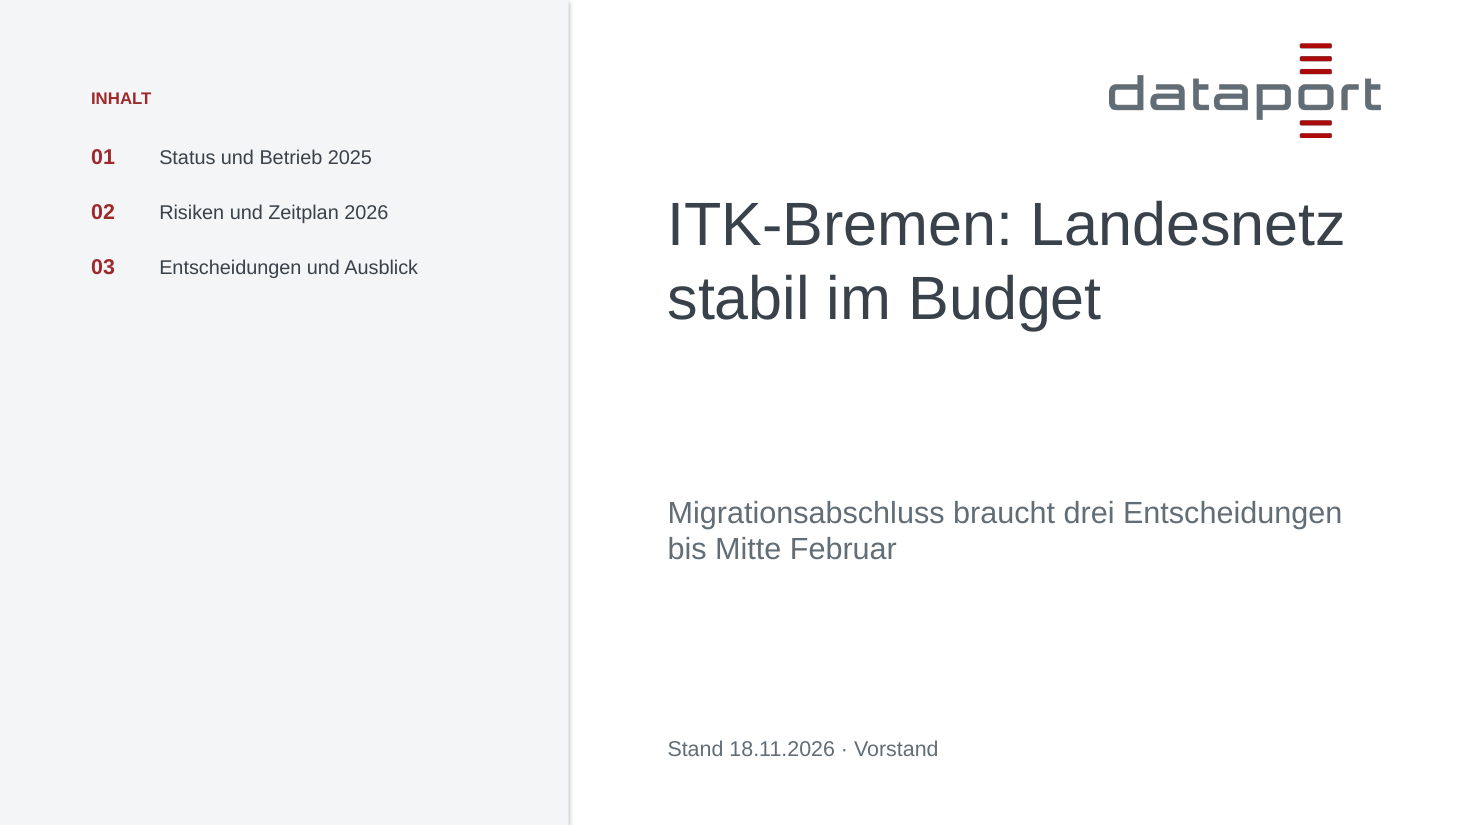 INHALT
01 Status und Betrieb 2025
02 Risiken und Zeitplan 2026
03 Entscheidungen und Ausblick
dataport
ITK-Bremen: Landesnetz
stabil im Budget
Migrationsabschluss braucht drei Entscheidungen
bis Mitte Februar
Stand 18.11.2026 · Vorstand